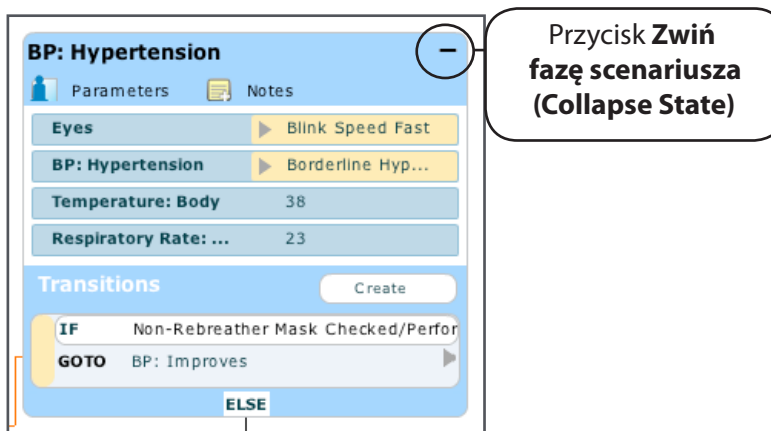 BP: Hypertension
Parameters Notes
Eyes Blink Speed Fast
BP: Hypertension Borderline Hyp...
Temperature: Body 38
Respiratory Rate: ... 23
Transitions Create
IF Non-Rebreather Mask Checked/Perfor
GOTO BP: Improves
ELSE
Przycisk Zwiń
fazę scenariusza
(Collapse State)